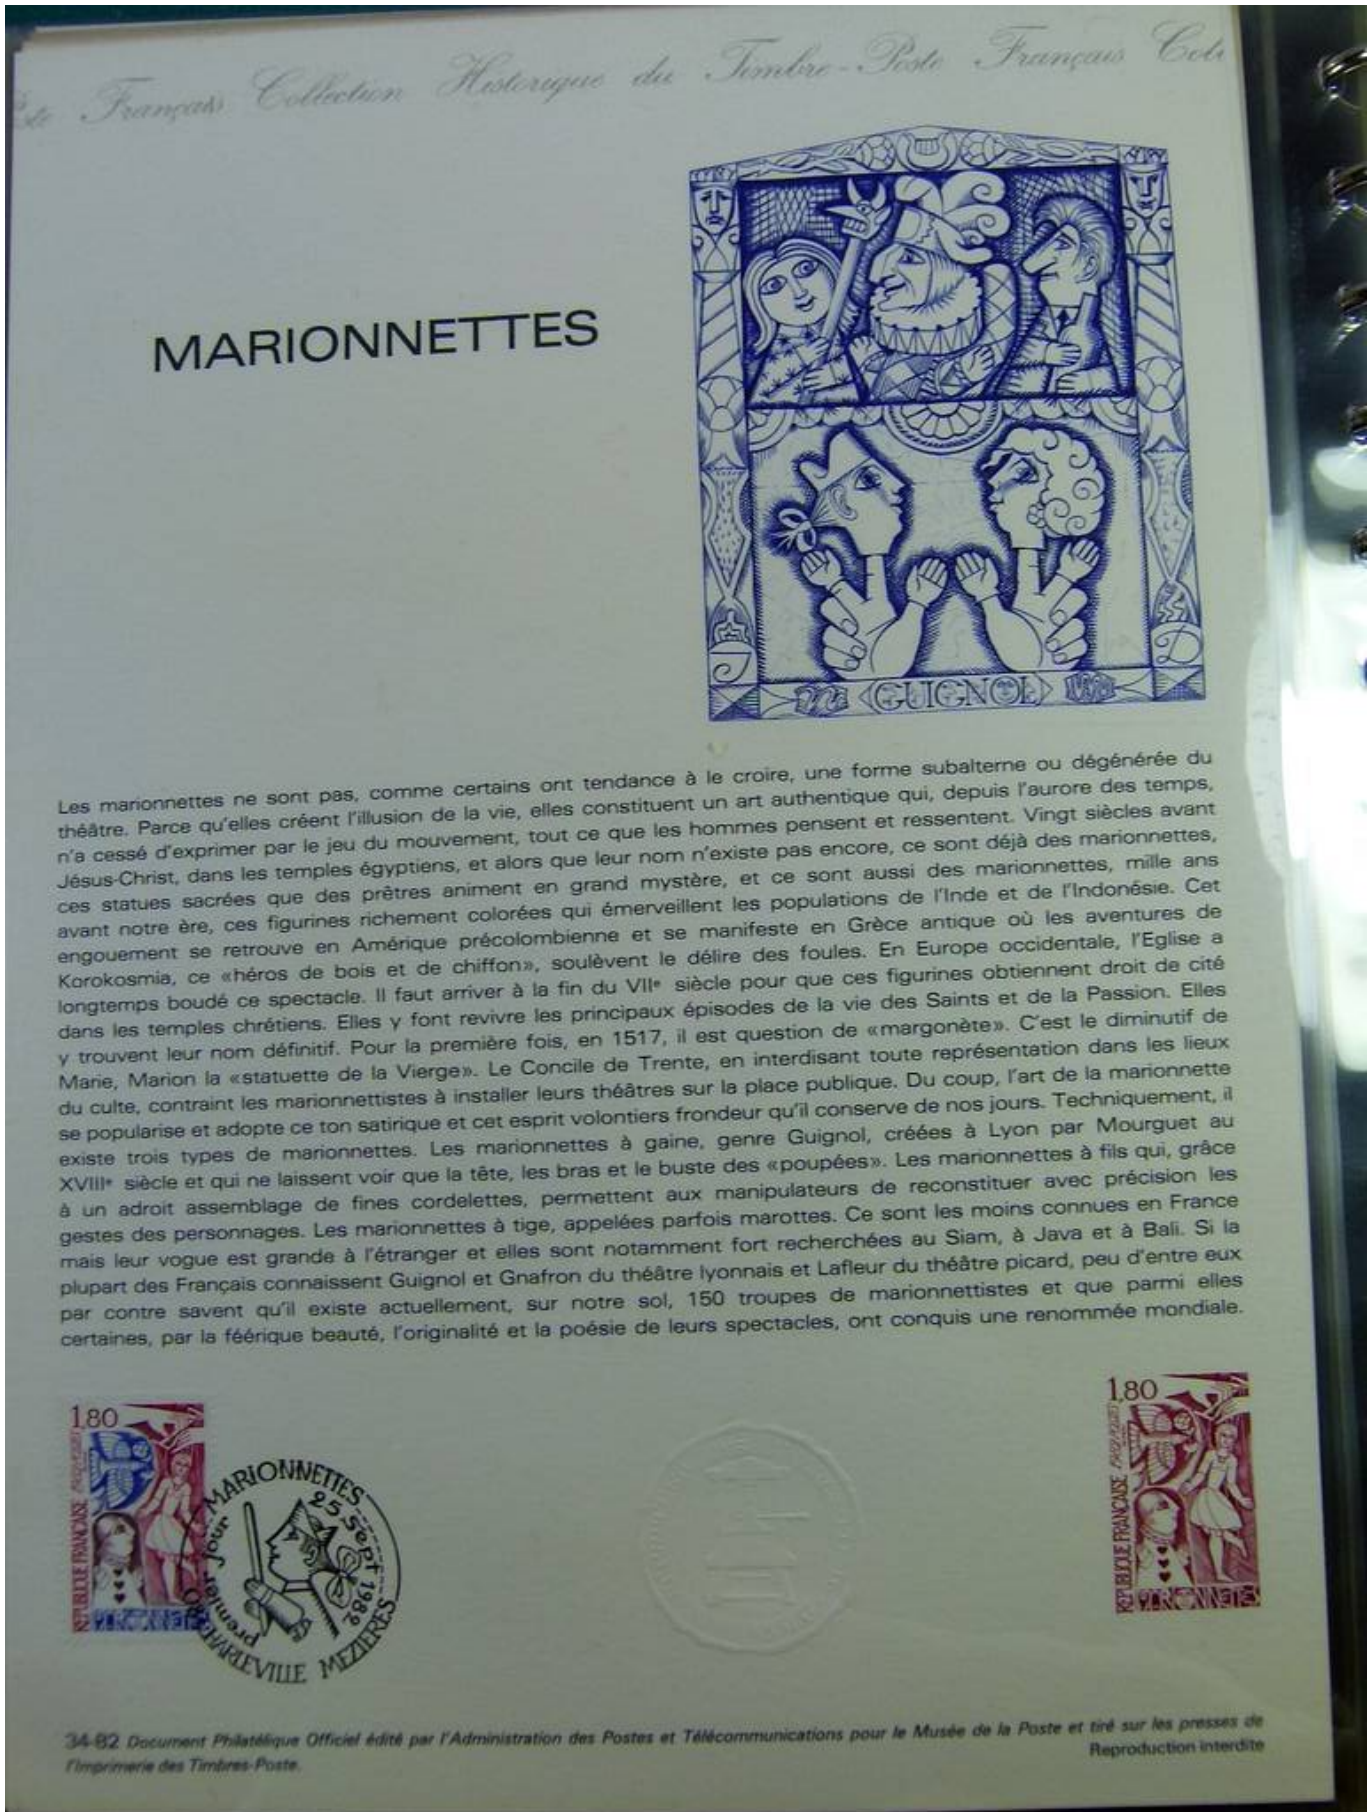 Français Collection Historique du Timbre-Poste Français
MARIONNETTES
GUIGNOL
Les marionnettes ne sont pas, comme certains ont tendance à le croire, une forme subalterne ou dégénérée du
théâtre. Parce qu'elles créent l'illusion de la vie, elles constituent un art authentique qui, depuis l'aurore des temps,
n'a cessé d'exprimer par le jeu du mouvement, tout ce que les hommes pensent et ressentent. Vingt siècles avant
Jésus-Christ, dans les temples égyptiens, et alors que leur nom n'existe pas encore, ce sont déjà des marionnettes,
ces statues sacrées que des prêtres animent en grand mystère, et ce sont aussi des marionnettes, mille ans
avant notre ère, ces figurines richement colorées qui émerveillent les populations de l'Inde et de l'Indonésie. Cet
engouement se retrouve en Amérique précolombienne et se manifeste en Grèce antique où les aventures de
Korokosmia, ce «héros de bois et de chiffon», soulèvent le délire des foules. En Europe occidentale, l'Eglise a
longtemps boudé ce spectacle. Il faut arriver à la fin du VIIe siècle pour que ces figurines obtiennent droit de cité
dans les temples chrétiens. Elles y font revivre les principaux épisodes de la vie des Saints et de la Passion. Elles
y trouvent leur nom définitif. Pour la première fois, en 1517, il est question de «margonète». C'est le diminutif de
Marie, Marion la «statuette de la Vierge». Le Concile de Trente, en interdisant toute représentation dans les lieux
du culte, contraint les marionnettistes à installer leurs théâtres sur la place publique. Du coup, l'art de la marionnette
se popularise et adopte ce ton satirique et cet esprit volontiers frondeur qu'il conserve de nos jours. Techniquement, il
existe trois types de marionnettes. Les marionnettes à gaine, genre Guignol, créées à Lyon par Mourguet au
XVIIIe siècle et qui ne laissent voir que la tête, les bras et le buste des «poupées». Les marionnettes à fils qui, grâce
à un adroit assemblage de fines cordelettes, permettent aux manipulateurs de reconstituer avec précision les
gestes des personnages. Les marionnettes à tige, appelées parfois marottes. Ce sont les moins connues en France
mais leur vogue est grande à l'étranger et elles sont notamment fort recherchées au Siam, à Java et à Bali. Si la
plupart des Français connaissent Guignol et Gnafron du théâtre lyonnais et Lafleur du théâtre picard, peu d'entre eux
par contre savent qu'il existe actuellement, sur notre sol, 150 troupes de marionnettistes et que parmi elles
certaines, par la féérique beauté, l'originalité et la poésie de leurs spectacles, ont conquis une renommée mondiale.
1,80
REPUBLIQUE FRANÇAISE
MARIONNETTES
premier jour
MARIONNETTES
25 Sept 1982
CHARLEVILLE MEZIERES
1,80
REPUBLIQUE FRANÇAISE
MARIONNETTES
34-82 Document Philatélique Officiel édité par l'Administration des Postes et Télécommunications pour le Musée de la Poste et tiré sur les presses de
l'Imprimerie des Timbres-Poste.
Reproduction interdite